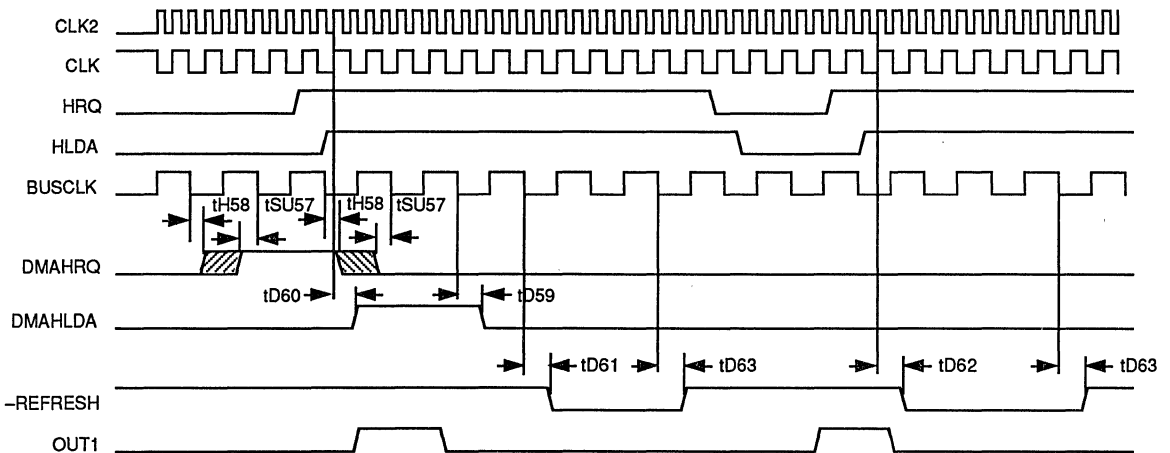 CLK2
CLK
HRQ
HLDA
BUSCLK
tH58 tSU57 tH58 tSU57
DMAHRQ
tD60 tD59
DMAHLDA
tD61 tD63 tD62 tD63
–REFRESH
OUT1